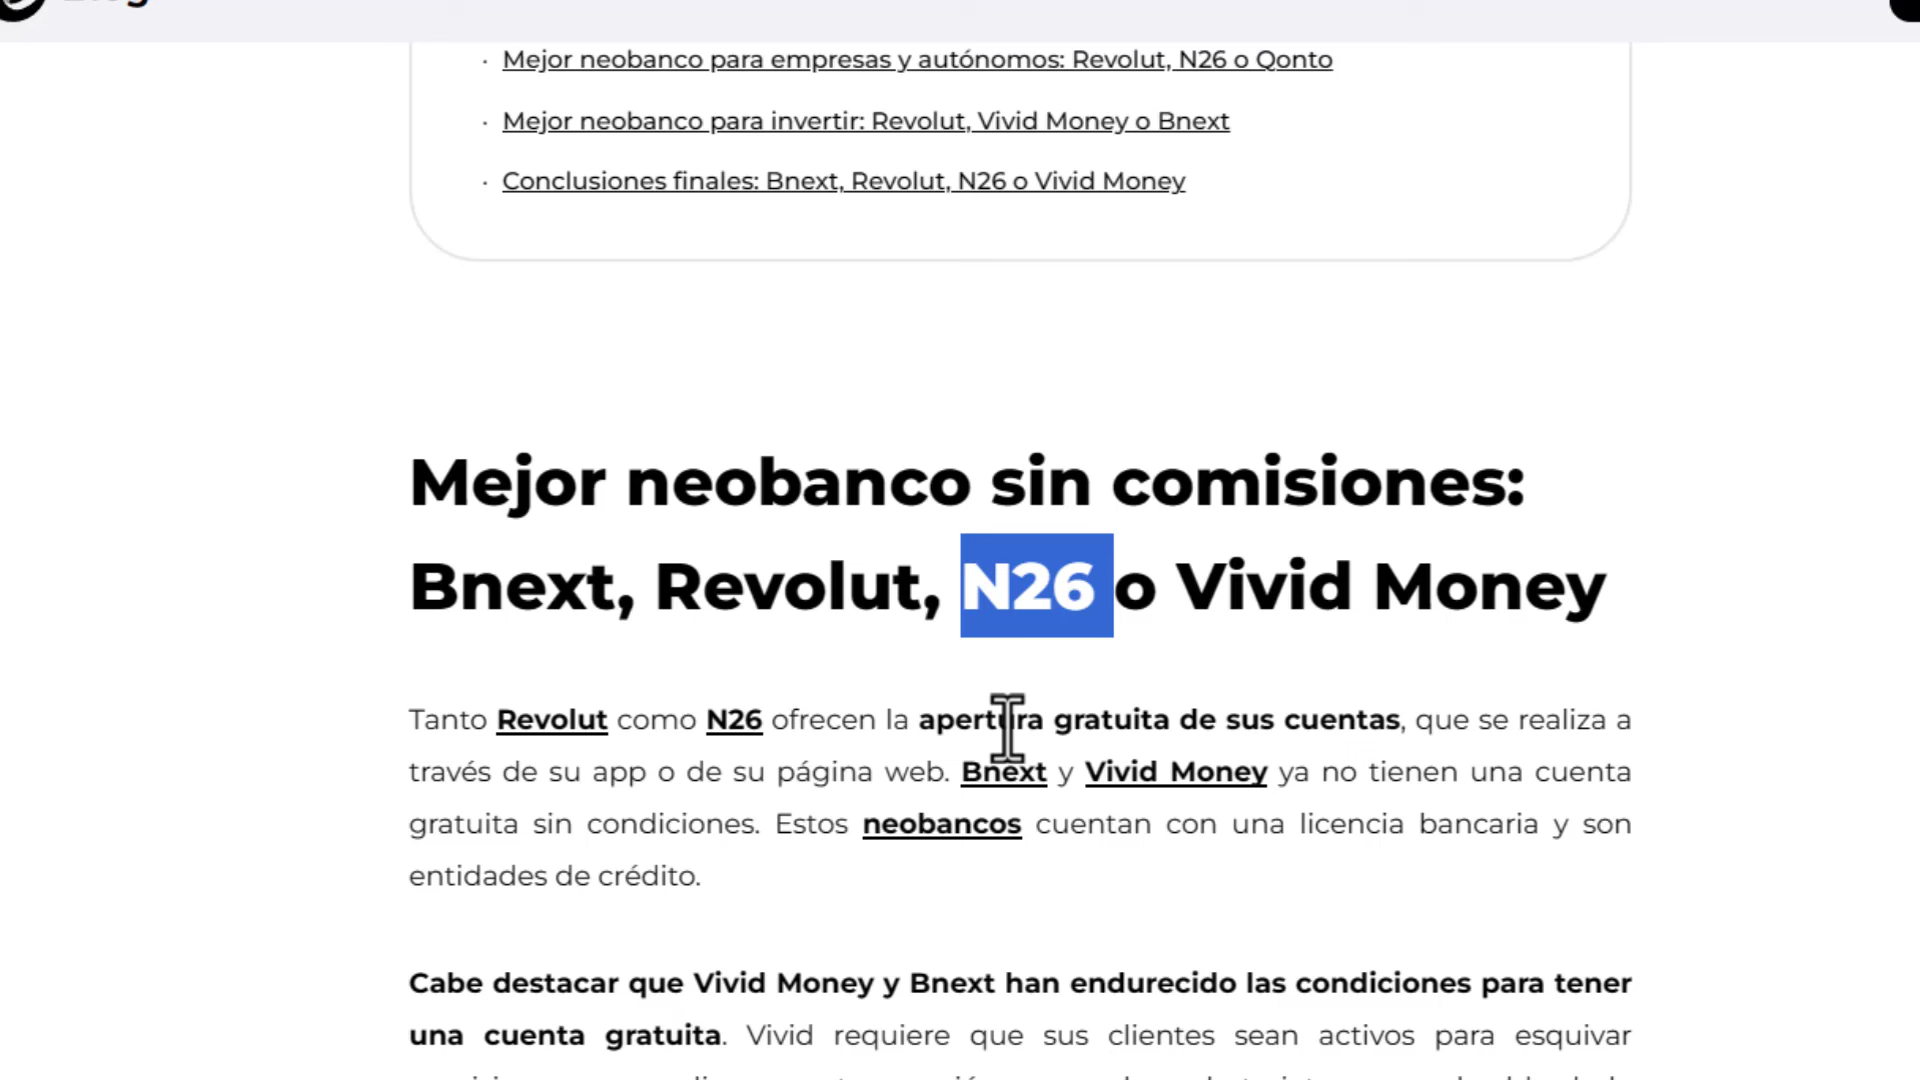 · Mejor neobanco para empresas y autónomos: Revolut, N26 o Qonto
· Mejor neobanco para invertir: Revolut, Vivid Money o Bnext
· Conclusiones finales: Bnext, Revolut, N26 o Vivid Money
Mejor neobanco sin comisiones:
Bnext, Revolut, N26 o Vivid Money
Tanto Revolut como N26 ofrecen la apertura gratuita de sus cuentas, que se realiza a
través de su app o de su página web. Bnext y Vivid Money ya no tienen una cuenta
gratuita sin condiciones. Estos neobancos cuentan con una licencia bancaria y son
entidades de crédito.
Cabe destacar que Vivid Money y Bnext han endurecido las condiciones para tener
una cuenta gratuita. Vivid requiere que sus clientes sean activos para esquivar